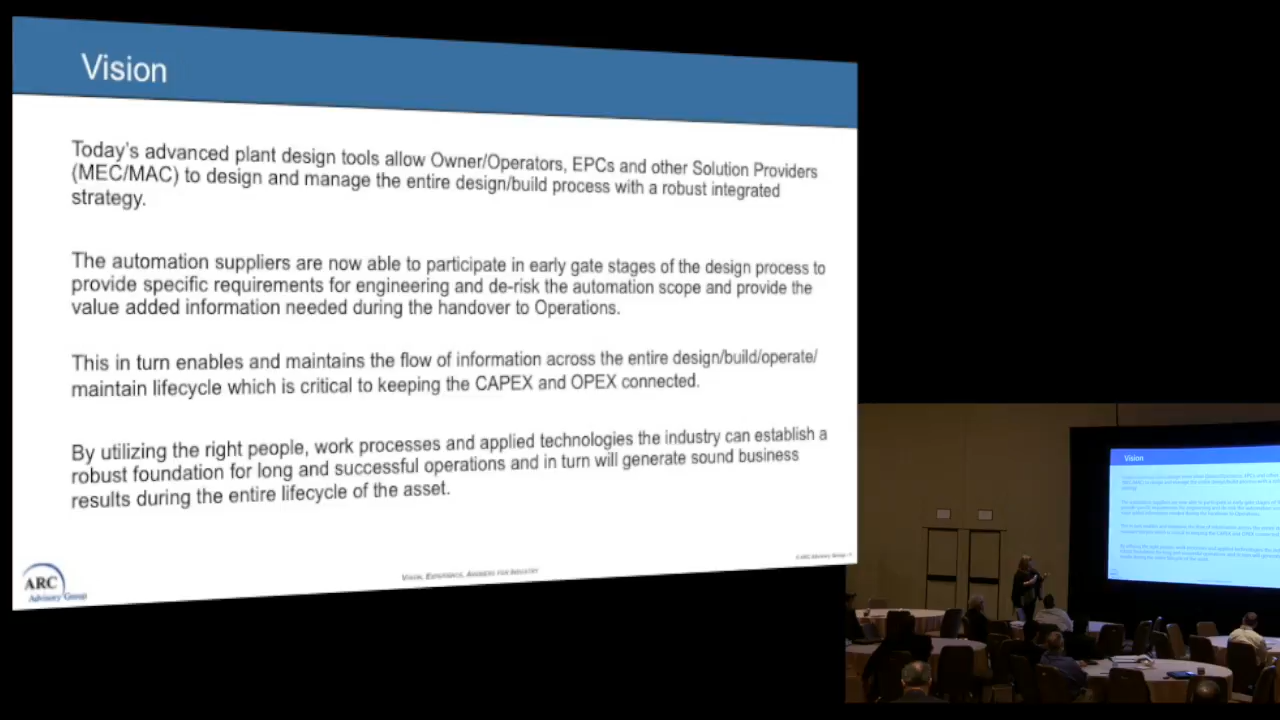 Vision
Today's advanced plant design tools allow Owner/Operators, EPCs and other Solution Providers
(MEC/MAC) to design and manage the entire design/build process with a robust integrated
strategy.
The automation suppliers are now able to participate in early gate stages of the design process to
provide specific requirements for engineering and de-risk the automation scope and provide the
value added information needed during the handover to Operations.
This in turn enables and maintains the flow of information across the entire design/build/operate/
maintain lifecycle which is critical to keeping the CAPEX and OPEX connected.
By utilizing the right people, work processes and applied technologies the industry can establish a
robust foundation for long and successful operations and in turn will generate sound business
results during the entire lifecycle of the asset.
ARC
Advisory Group
VISION, EXPERIENCE, ANSWERS FOR INDUSTRY
© ARC Advisory Group •
Vision